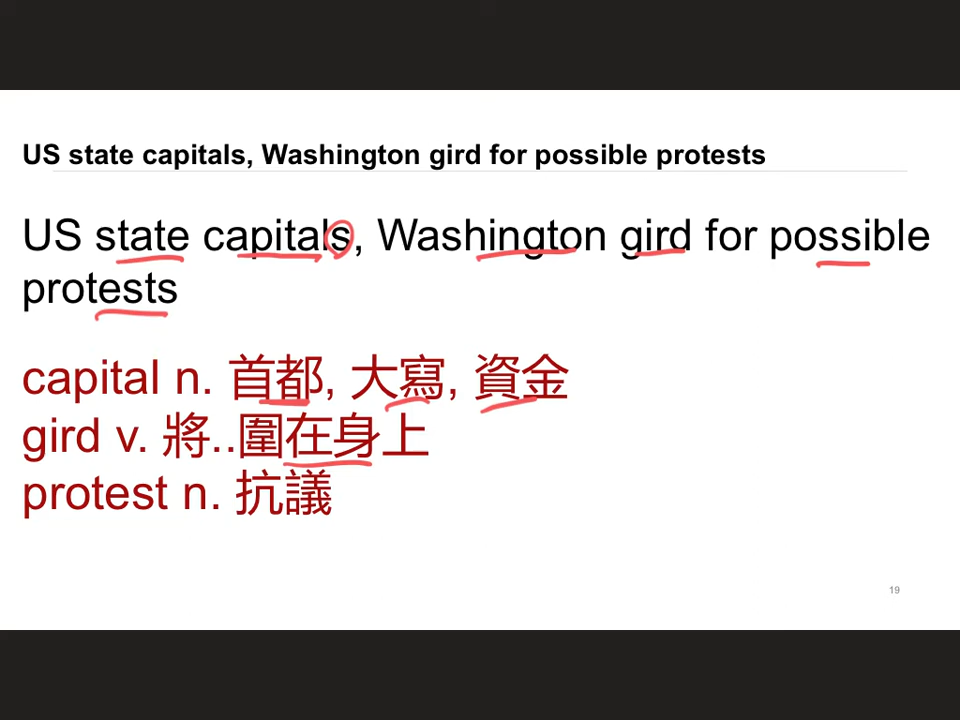 US state capitals, Washington gird for possible protests
US state capitals, Washington gird for possible
protests
capital n. 首都, 大寫, 資金
gird v. 將..圍在身上
protest n. 抗議
19